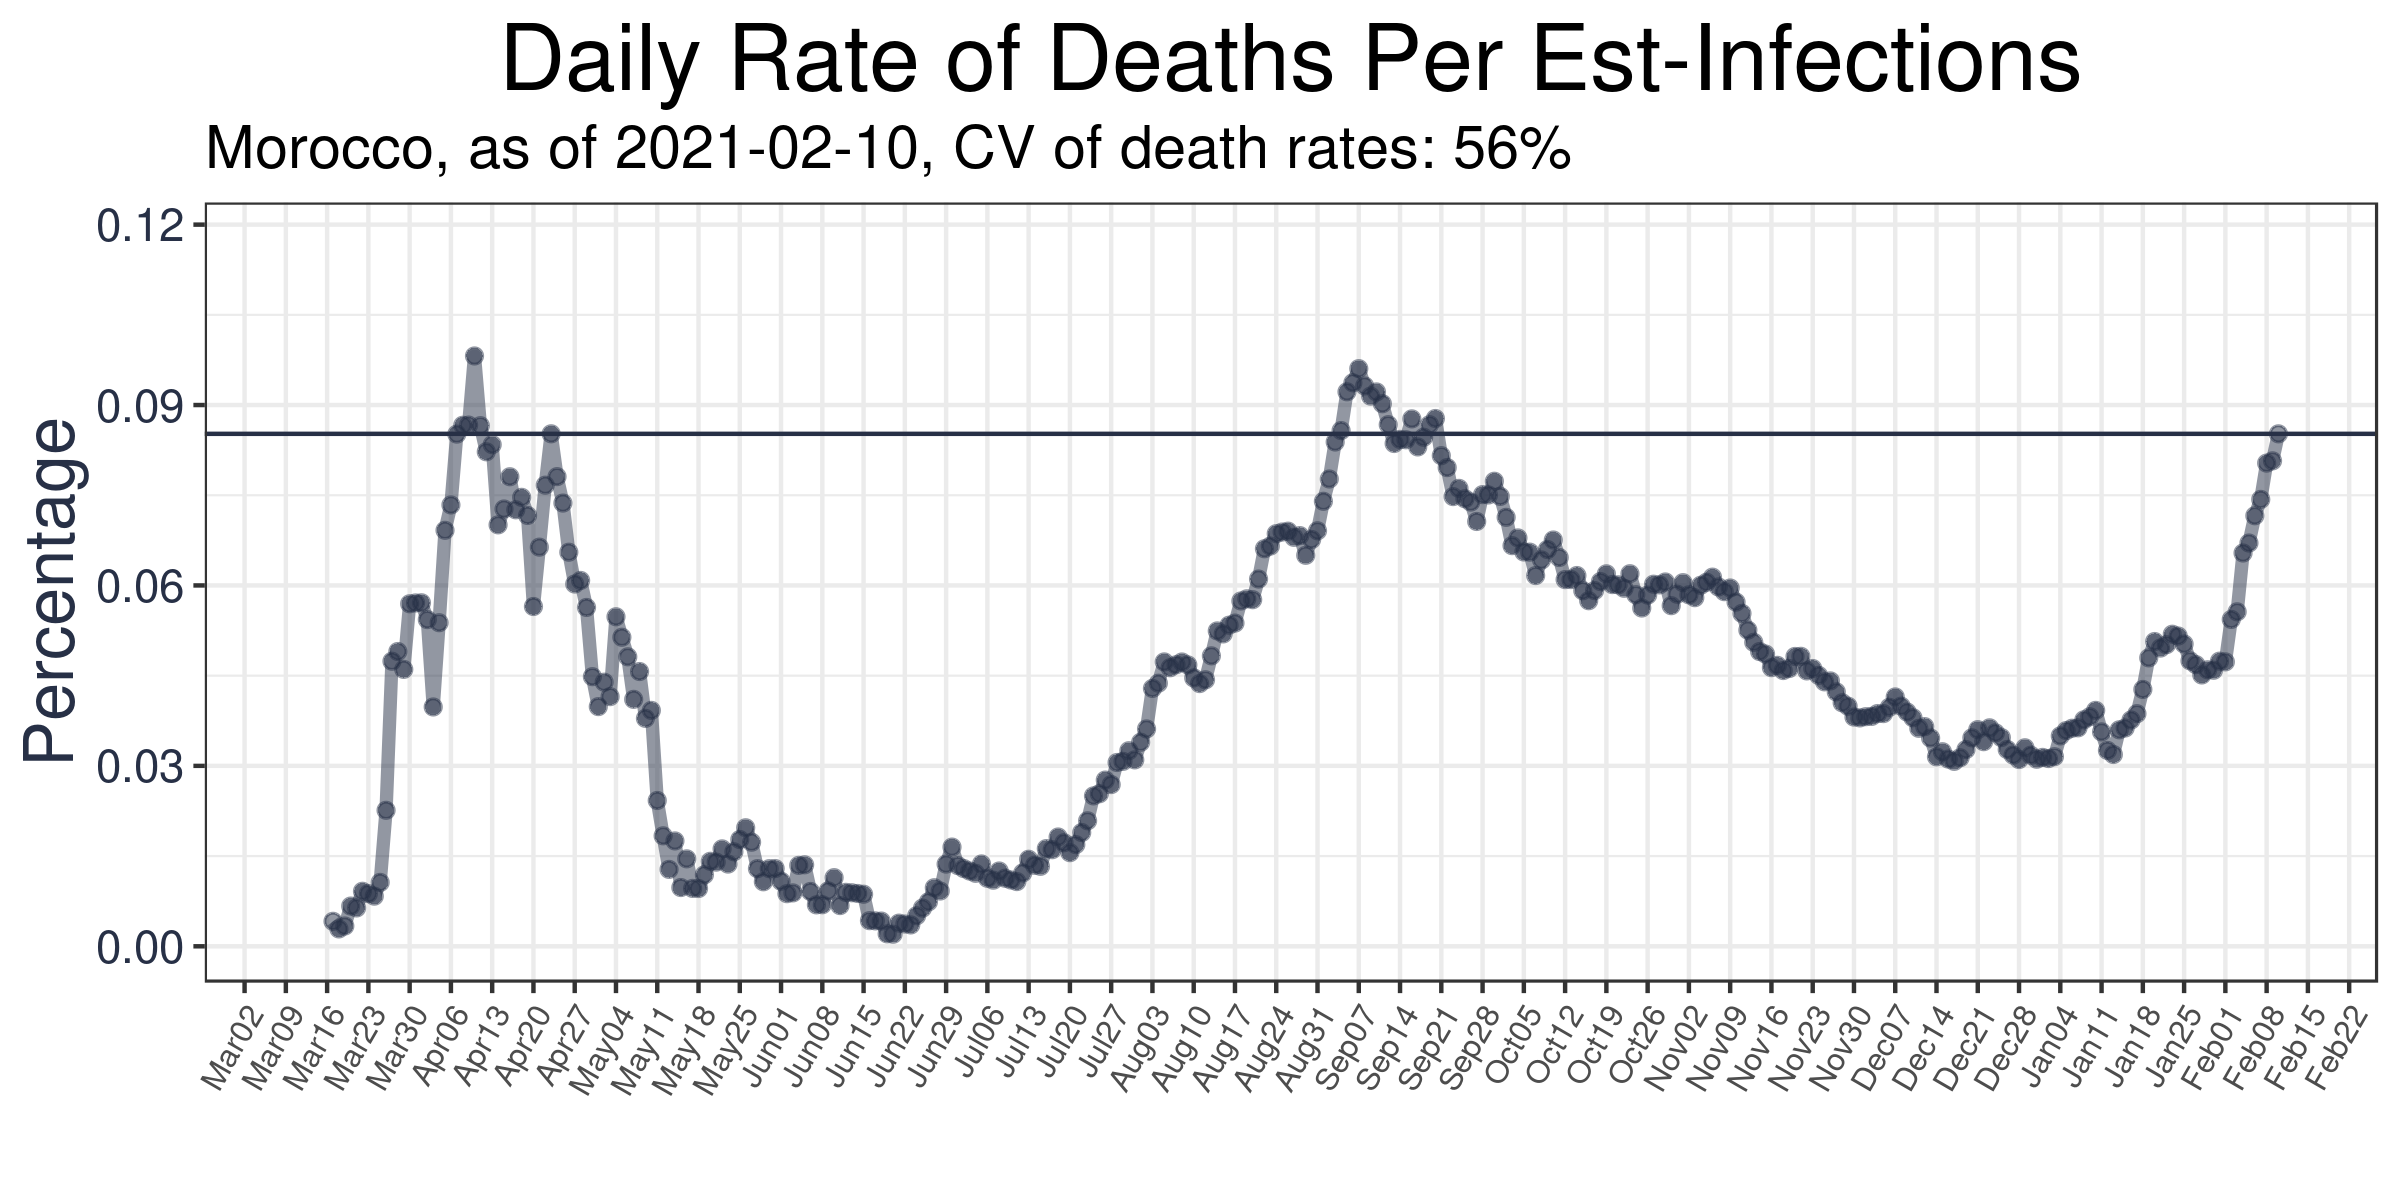 Daily Rate of Deaths Per Est-Infections
Morocco, as of 2021-02-10, CV of death rates: 56%
Percentage
0.12
0.09
0.06
0.03
0.00
Mar02
Mar09
Mar16
Mar23
Mar30
Apr06
Apr13
Apr20
Apr27
May04
May11
May18
May25
Jun01
Jun08
Jun15
Jun22
Jun29
Jul06
Jul13
Jul20
Jul27
Aug03
Aug10
Aug17
Aug24
Aug31
Sep07
Sep14
Sep21
Sep28
Oct05
Oct12
Oct19
Oct26
Nov02
Nov09
Nov16
Nov23
Nov30
Dec07
Dec14
Dec21
Dec28
Jan04
Jan11
Jan18
Jan25
Feb01
Feb08
Feb15
Feb22